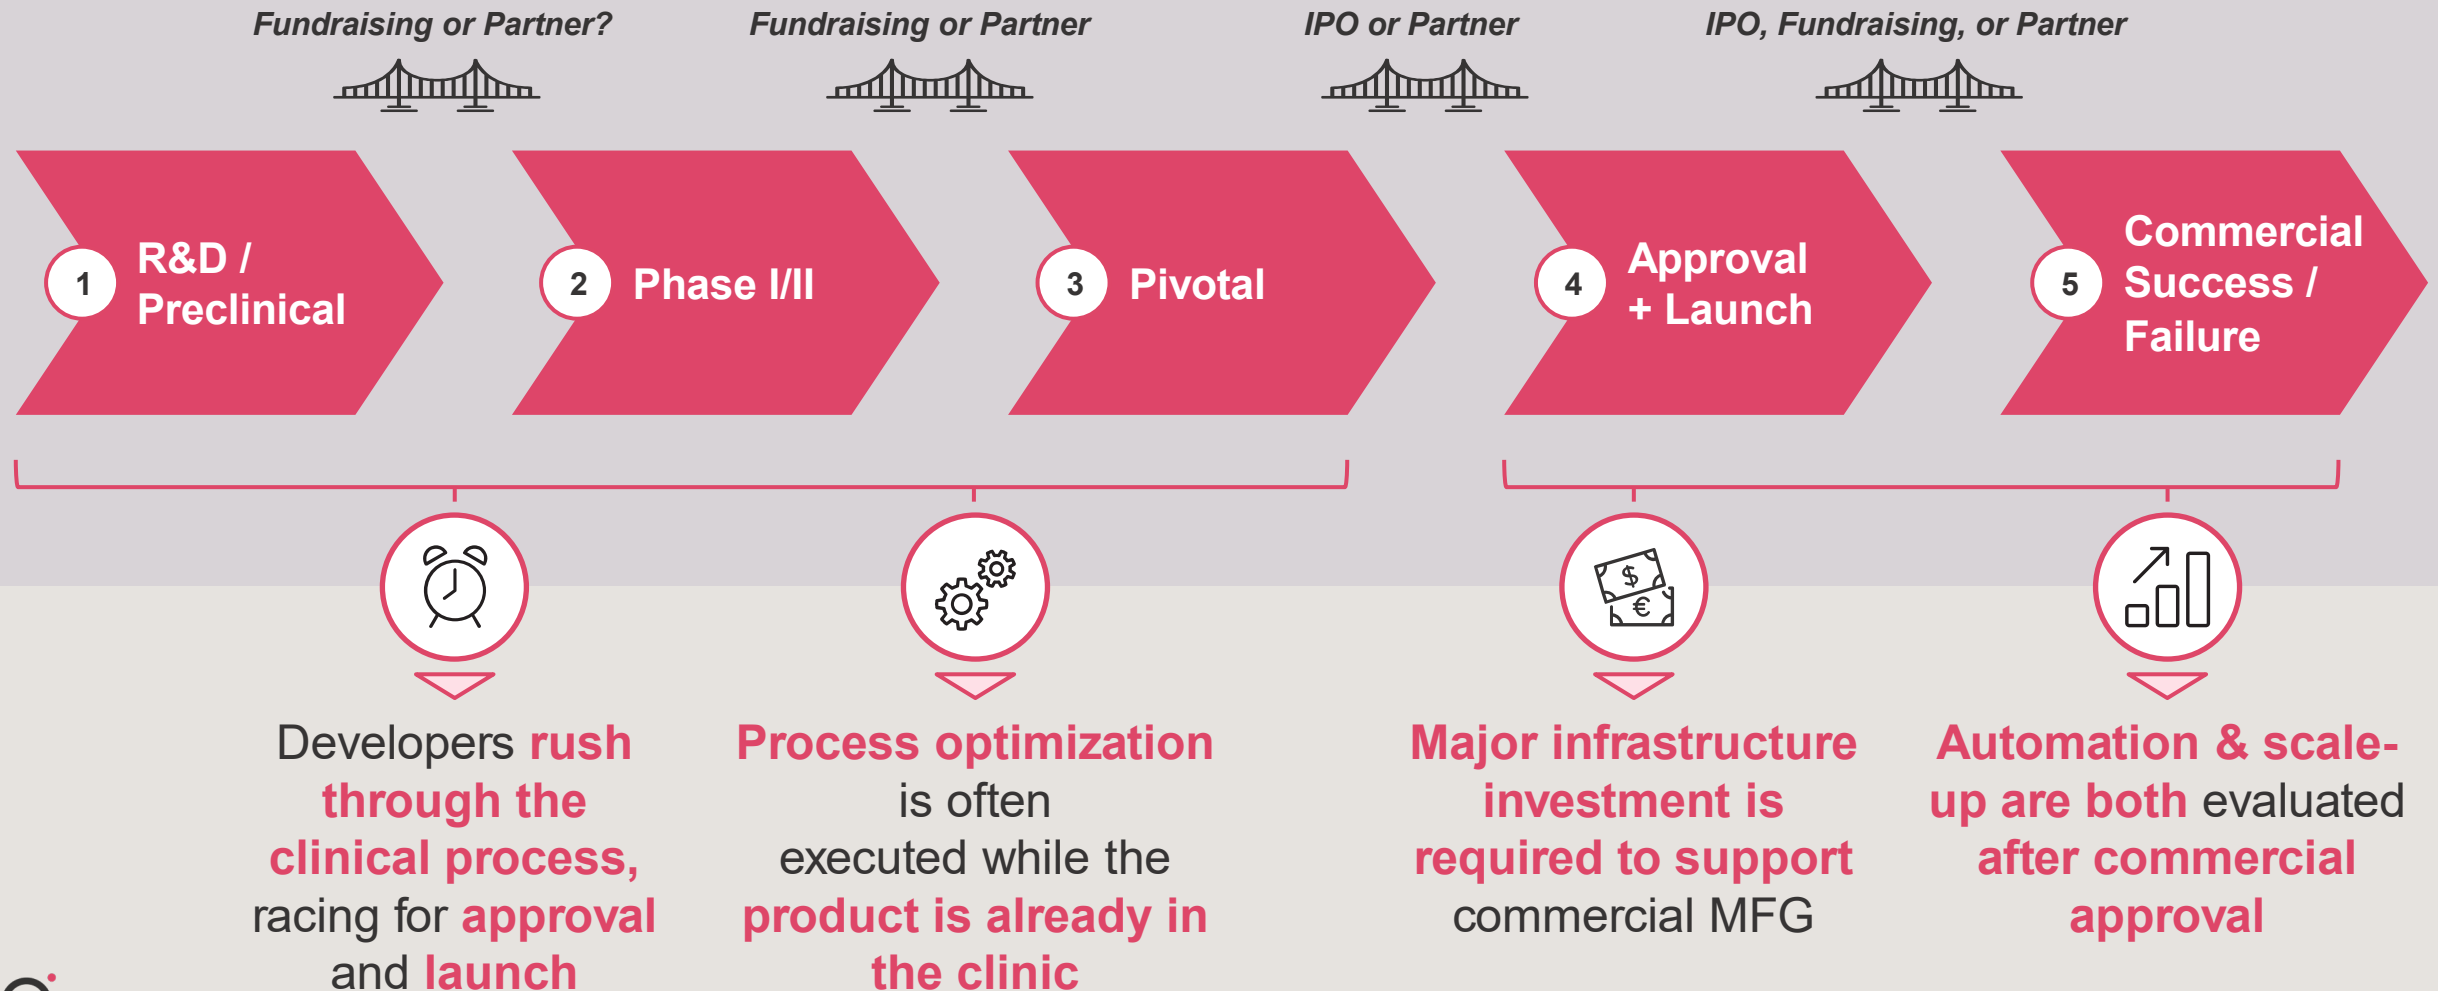 Fundraising or Partner?
Fundraising or Partner
IPO or Partner
IPO, Fundraising, or Partner
1
R&D /
Preclinical
2
Phase I/II
3
Pivotal
4
Approval
+ Launch
5
Commercial
Success /
Failure
$
€
Developers rush
through the
clinical process,
racing for approval
and launch
Process optimization
is often
executed while the
product is already in
the clinic
Major infrastructure
investment is
required to support
commercial MFG
Automation & scale-
up are both evaluated
after commercial
approval